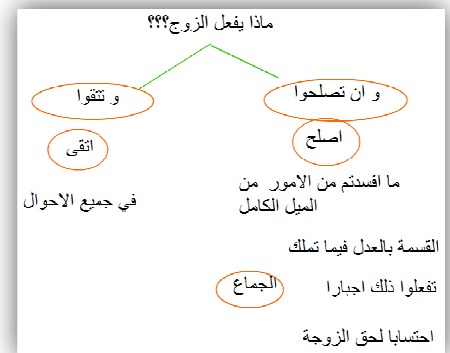 ماذا يفعل الزوج؟؟؟
و ان تصلحوا
و تتقوا
اصلح
اتقى
ما افسدتم من الامور من
الميل الكامل
في جميع الاحوال
القسمة بالعدل فيما تملك
تفعلوا ذلك اجبارا
الجماع
احتسابا لحق الزوجة